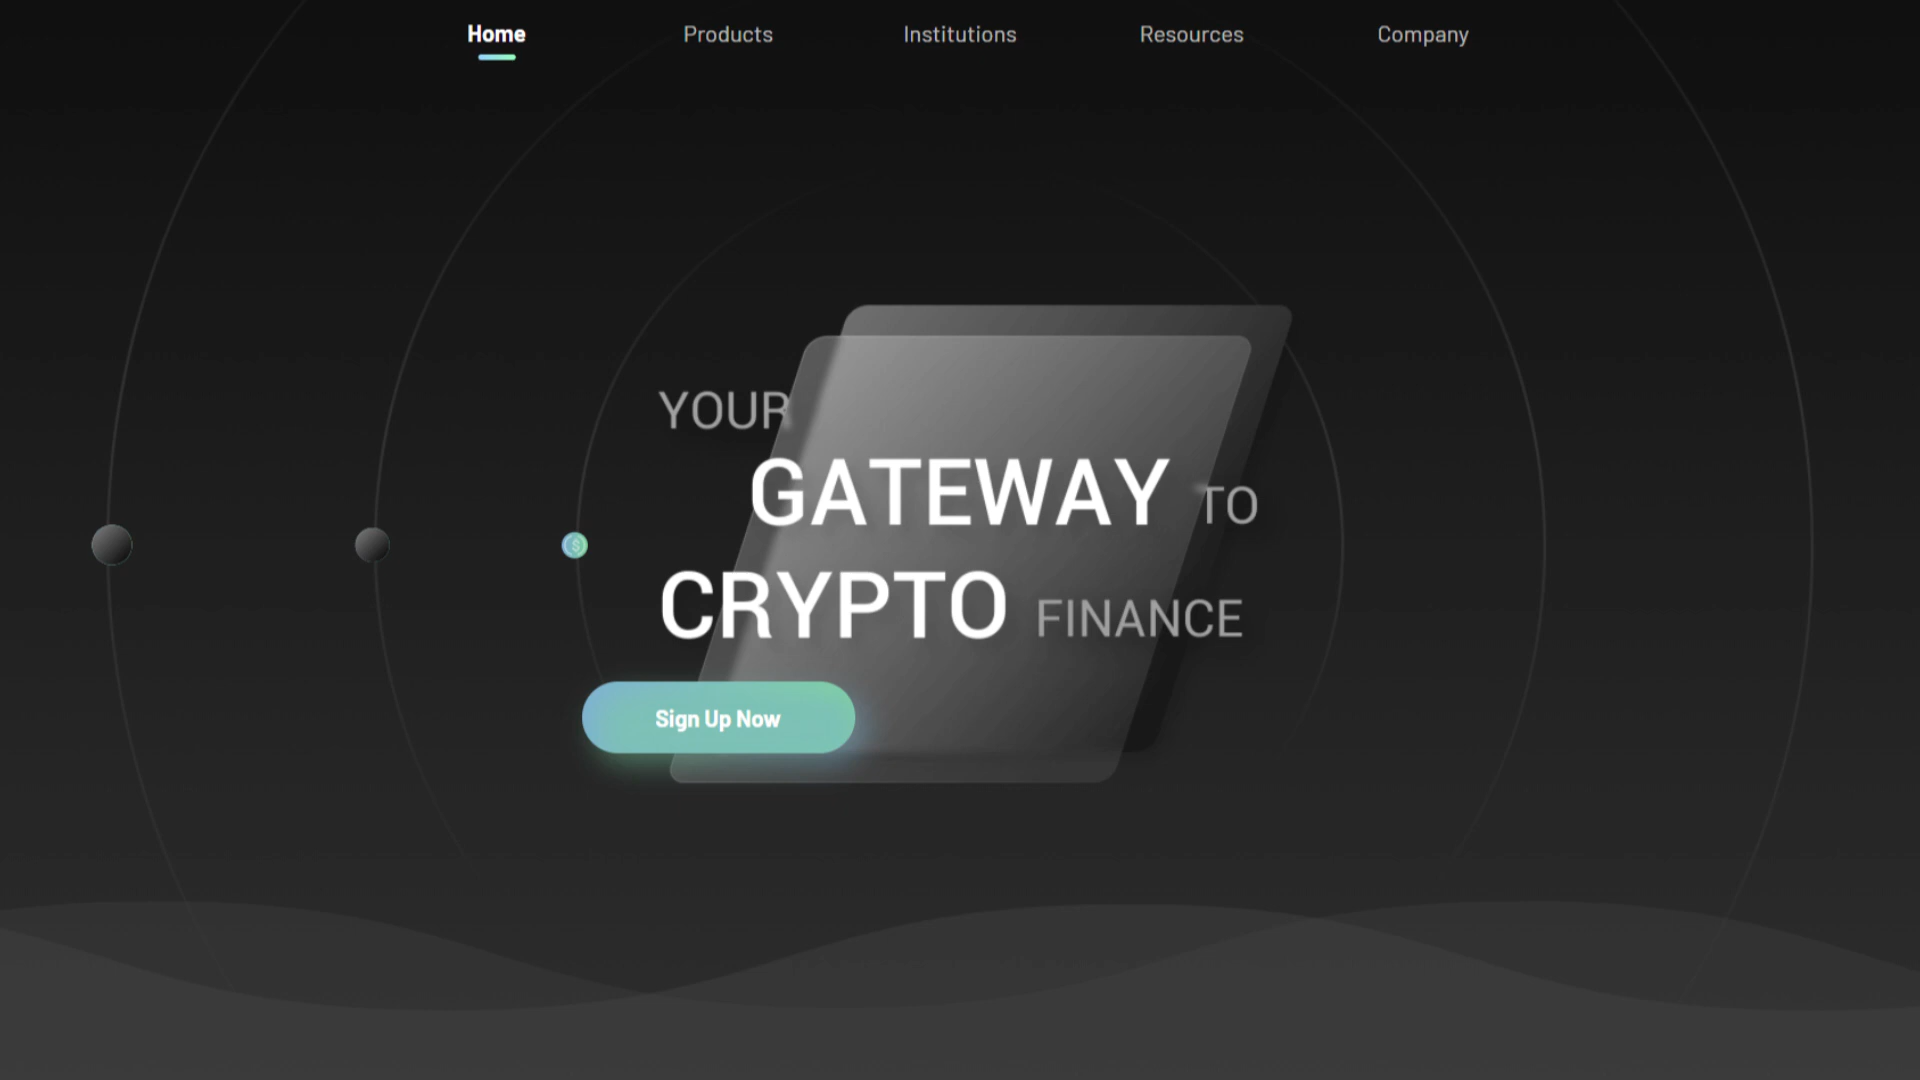 Home Products Institutions Resources Company
YOUR
GATEWAY TO
CRYPTO FINANCE
$
Sign Up Now